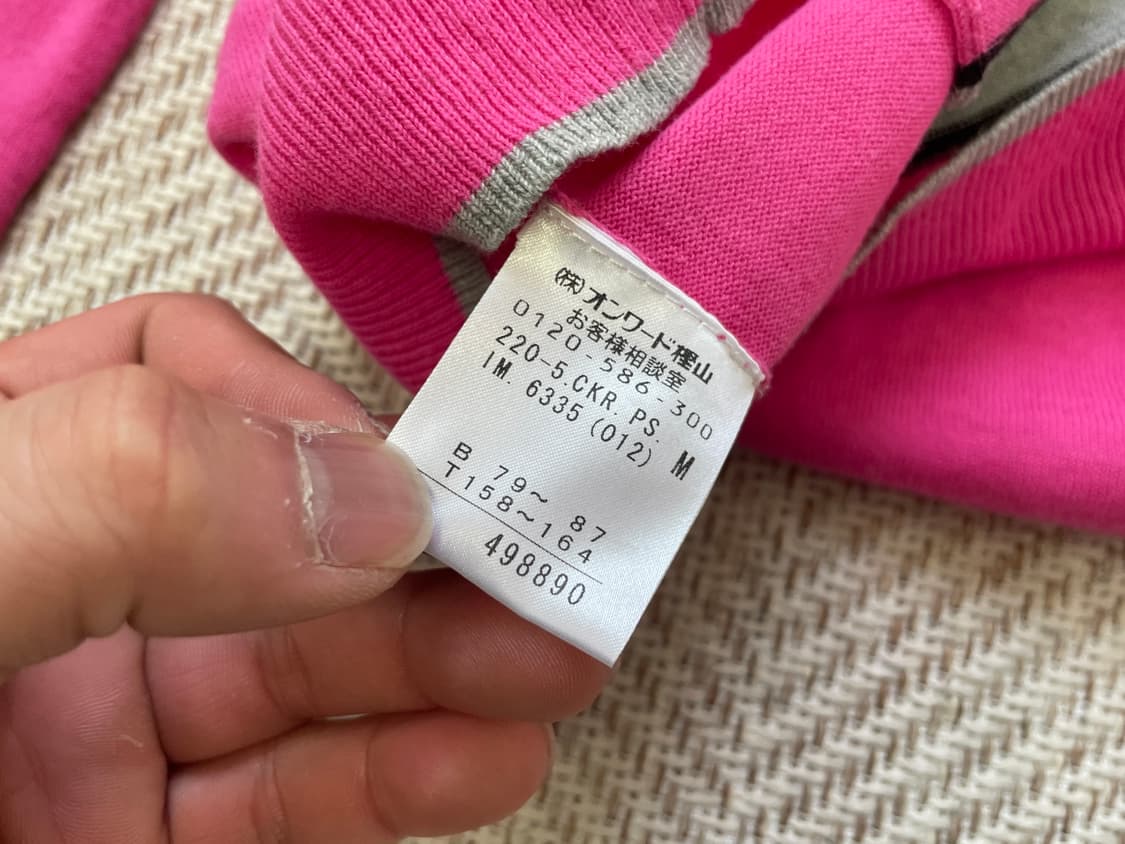 (株)オンワード樫山
お客様相談室
0120-586-300
220-5.CKR.PS.
IM. 6335 (012) M
B 79~ 87
T158~164
498890